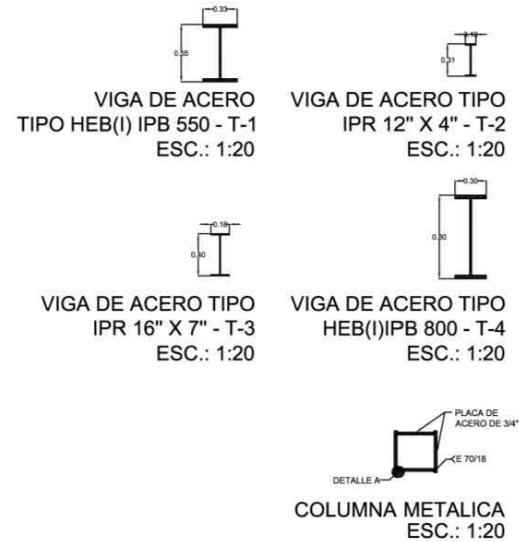 0.33
0.55
VIGA DE ACERO
TIPO HEB(I) IPB 550 - T-1
ESC.: 1:20
0.31
VIGA DE ACERO TIPO
IPR 12" X 4" - T-2
ESC.: 1:20
0.18
0.40
VIGA DE ACERO TIPO
IPR 16" X 7" - T-3
ESC.: 1:20
0.30
VIGA DE ACERO TIPO
HEB(I)IPB 800 - T-4
ESC.: 1:20
PLACA DE
ACERO DE 3/4"
E 70/18
DETALLE A
COLUMNA METALICA
ESC.: 1:20